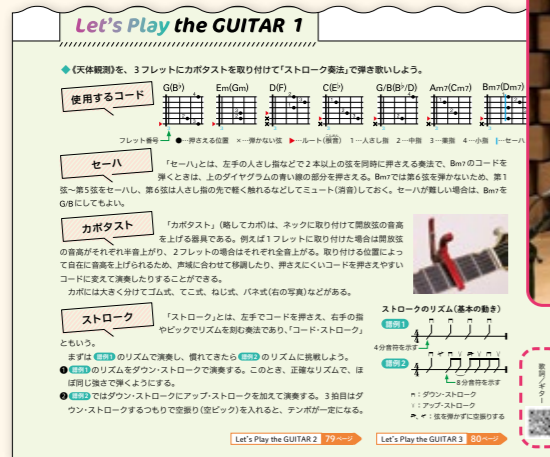 Let's Play the GUITAR 1
◆《天体観測》を、3フレットにカポタストを取り付けて「ストローク奏法」で弾き歌いしよう。
使用するコード
G(B♭) Em(Gm) D(F) C(E♭) G/B(B♭/D) Am7(Cm7) Bm7(Dm7)
フレット番号 ●…押さえる位置 ×…弾かない弦 ▶…ルート(根音) 1…人さし指 2…中指 3…薬指 4…小指 …セーハ
セーハ
「セーハ」とは、左手の人さし指などで2本以上の弦を同時に押さえる奏法で、Bm7のコードを
弾くときは、上のダイヤグラムの青い線の部分を押さえる。Bm7では第6弦を弾かないため、第1
弦〜第5弦をセーハし、第6弦は人さし指の先で軽く触れるなどしてミュート(消音)しておく。セーハが難しい場合は、Bm7を
G/Bにしてもよい。
カポタスト
「カポタスト」(略してカポ)は、ネックに取り付けて開放弦の音高
を上げる器具である。例えば1フレットに取り付けた場合は開放弦
の音高がそれぞれ半音上がり、2フレットの場合はそれぞれ全音上がる。取り付ける位置によっ
て自在に音高を上げられるため、声域に合わせて移調したり、押さえにくいコードを押さえやすい
コードに変えて演奏したりすることができる。
カポには大きく分けてゴム式、てこ式、ねじ式、バネ式(右の写真)などがある。
ストローク
「ストローク」とは、左手でコードを押さえ、右手の指
やピックでリズムを刻む奏法であり、「コード・ストローク」
ともいう。
まずは 譜例1 のリズムで演奏し、慣れてきたら 譜例2 のリズムに挑戦しよう。
❶ 譜例1 のリズムをダウン・ストロークで演奏する。このとき、正確なリズムで、ほ
ぼ同じ強さで弾くようにする。
❷ 譜例2 ではダウン・ストロークにアップ・ストロークを加えて演奏する。3拍目はダ
ウン・ストロークするつもりで空振り(空ピック)を入れると、テンポが一定になる。
ストロークのリズム(基本の動き)
譜例1
4分音符を示す
譜例2
8分音符を示す
:ダウン・ストローク
:アップ・ストローク
:弦を弾かずに空振りする
Let's Play the GUITAR 2 79ページ Let's Play the GUITAR 3 80ページ
歌詞/ギター